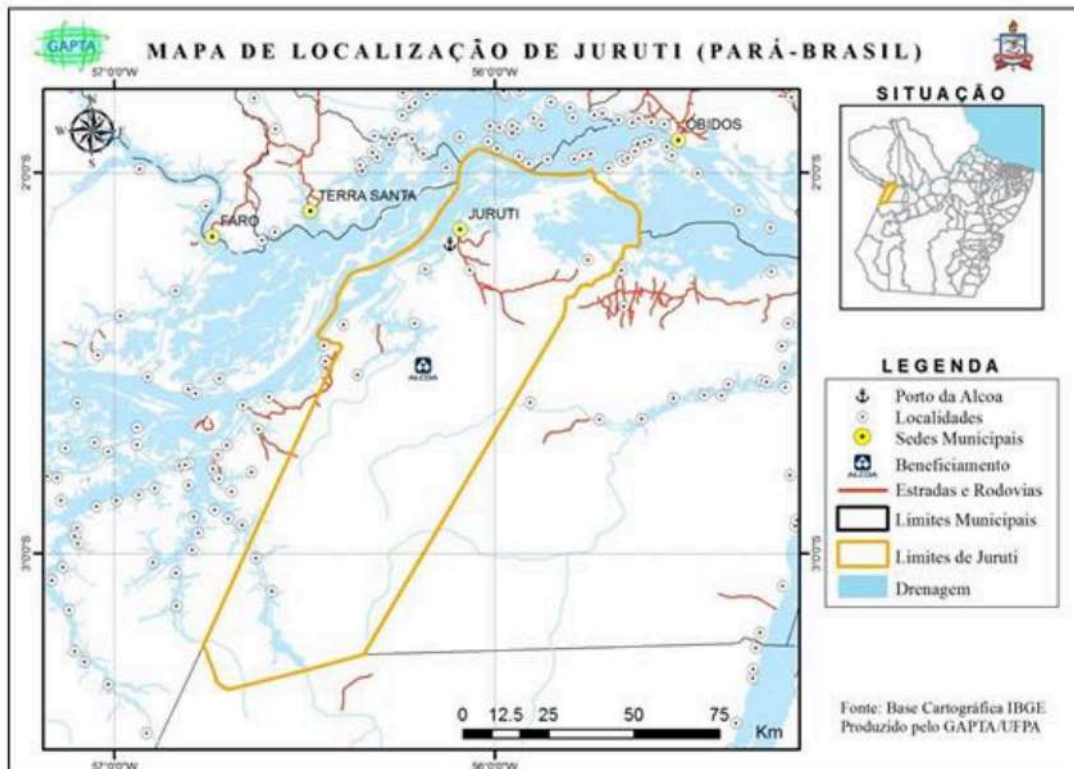 GAPTA
MAPA DE LOCALIZAÇÃO DE JURUTI (PARÁ-BRASIL)
57°0'0"W
56°0'0"W
N
W
E
S
ÓBIDOS
2°0'0"S
2°0'0"S
TERRA SANTA
FARO
JURUTI
ALCOA
3°0'0"S
3°0'0"S
0 12.5 25 50 75
Km
57°0'0"W
56°0'0"W
SITUAÇÃO
LEGENDA
Porto da Alcoa
Localidades
Sedes Municipais
Beneficiamento
ALCOA
Estradas e Rodovias
Limites Municipais
Limites de Juruti
Drenagem
Fonte: Base Cartográfica IBGE
Produzido pelo GAPTA/UFPA